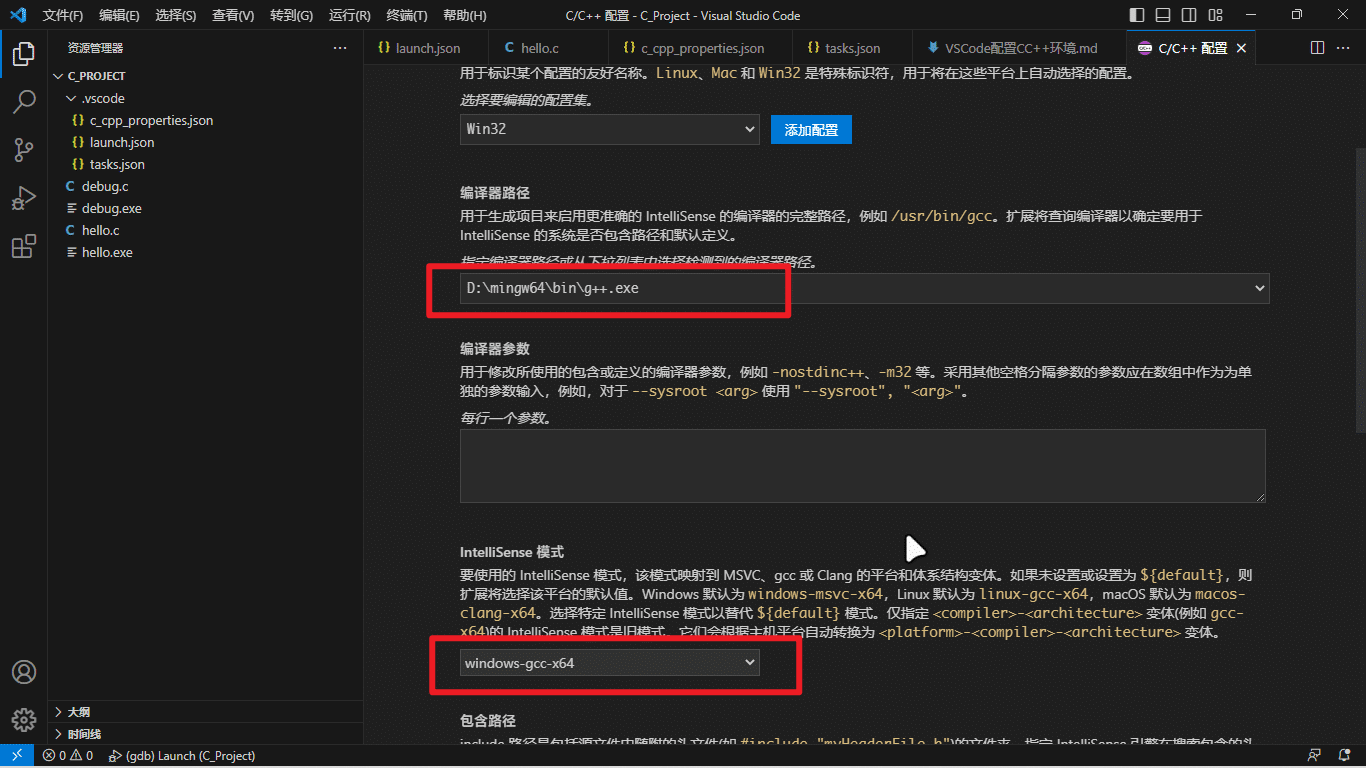 文件(F) 编辑(E) 选择(S) 查看(V) 转到(G) 运行(R) 终端(T) 帮助(H) C/C++ 配置 - C_Project - Visual Studio Code
资源管理器
launch.json hello.c c_cpp_properties.json tasks.json VSCode配置CC++环境.md C/C++ 配置
C_PROJECT
.vscode
c_cpp_properties.json
launch.json
tasks.json
debug.c
debug.exe
hello.c
hello.exe
大纲
时间线
用于标识某个配置的友好名称。Linux、Mac 和 Win32 是特殊标识符，用于将在这些平台上自动选择的配置。
选择要编辑的配置集。
Win32 添加配置
编译器路径
用于生成项目来启用更准确的 IntelliSense 的编译器的完整路径，例如 /usr/bin/gcc。扩展将查询编译器以确定要用于
IntelliSense 的系统是否包含路径和默认定义。
指定编译器路径或从下拉列表中选择检测到的编译器路径。
D:\mingw64\bin\g++.exe
编译器参数
用于修改所使用的包含或定义的编译器参数，例如 -nostdinc++、-m32 等。采用其他空格分隔参数的参数应在数组中作为为单
独的参数输入，例如，对于 --sysroot <arg> 使用 "--sysroot", "<arg>"。
每行一个参数。
IntelliSense 模式
要使用的 IntelliSense 模式，该模式映射到 MSVC、gcc 或 Clang 的平台和体系结构变体。如果未设置或设置为 ${default}，则
扩展将选择该平台的默认值。Windows 默认为 windows-msvc-x64，Linux 默认为 linux-gcc-x64，macOS 默认为 macos-
clang-x64。选择特定 IntelliSense 模式以替代 ${default} 模式。仅指定 <compiler>-<architecture> 变体(例如 gcc-
x64)的 IntelliSense 模式是旧模式，它们会根据主机平台自动转换为 <platform>-<compiler>-<architecture> 变体。
windows-gcc-x64
包含路径
include 路径是包括源文件中随附的头文件(如 #include "myHeaderFile.h")的文件夹。指定 IntelliSense 引擎在搜索包含的头
0 0 (gdb) Launch (C_Project)